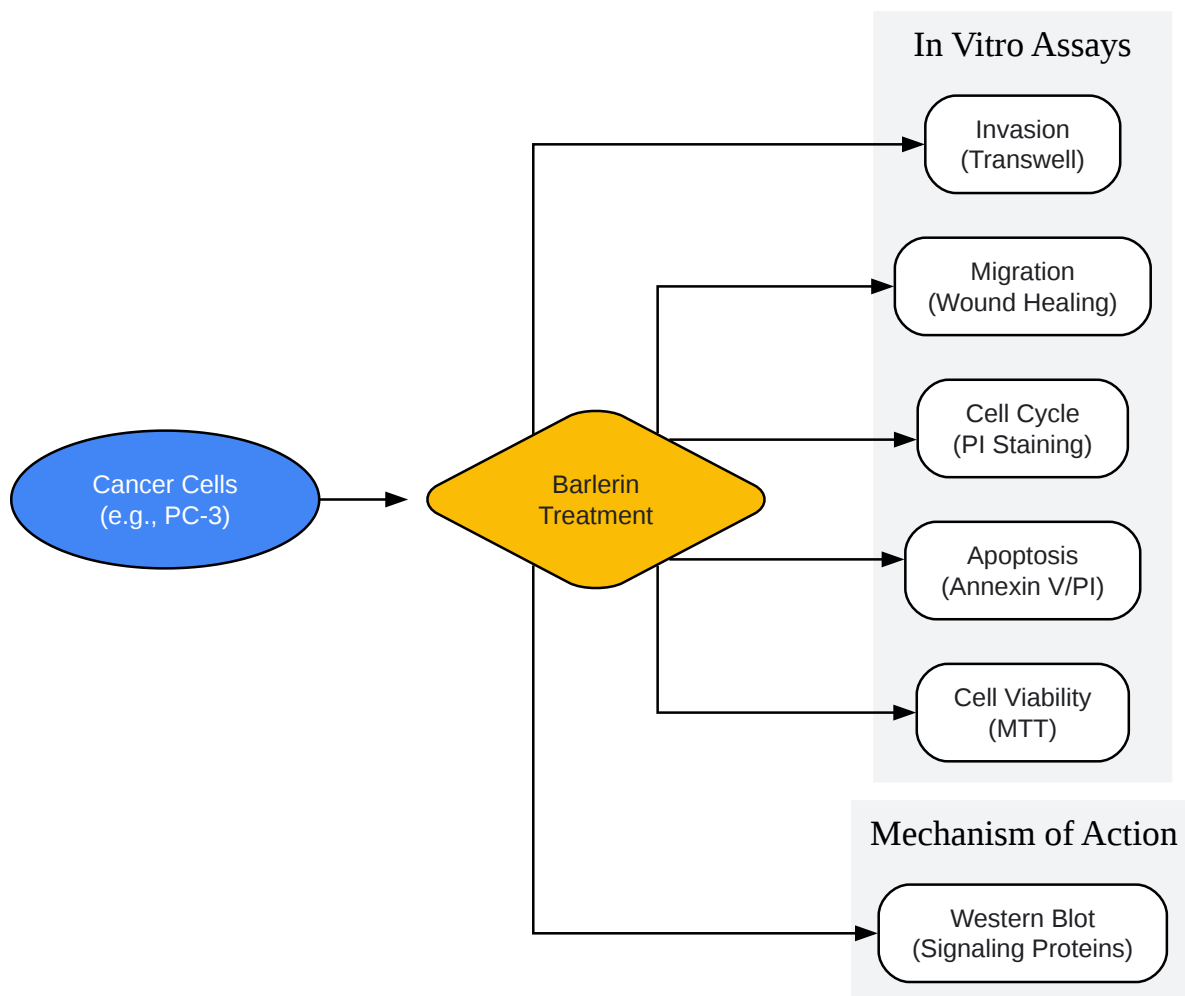 In Vitro Assays
Invasion
(Transwell)
Migration
(Wound Healing)
Cell Cycle
(PI Staining)
Cancer Cells
(e.g., PC-3)
Barlerin
Treatment
Apoptosis
(Annexin V/PI)
Cell Viability
(MTT)
Mechanism of Action
Western Blot
(Signaling Proteins)